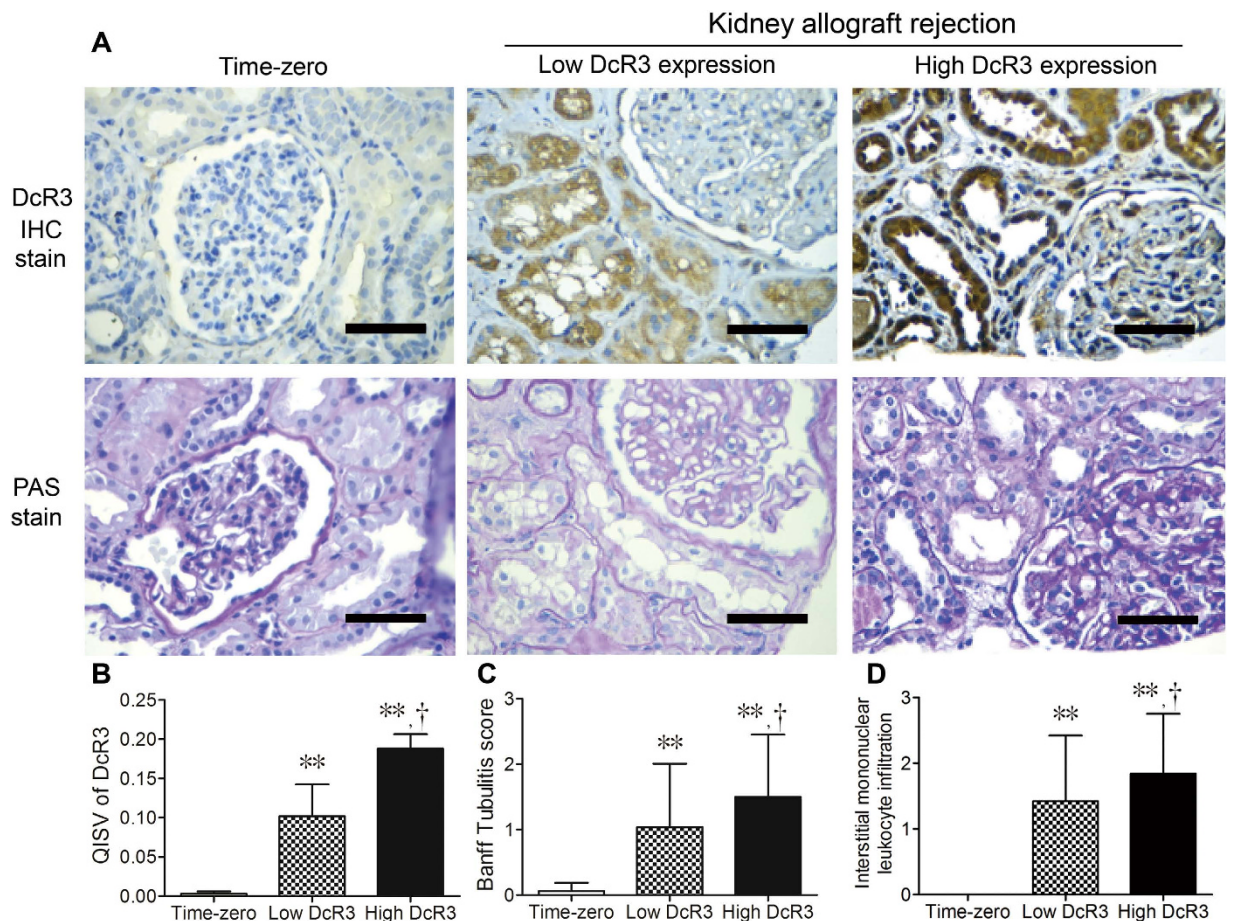 Kidney allograft rejection
A
Time-zero
Low DcR3 expression
High DcR3 expression
DcR3
IHC
stain
PAS
stain
B
QISV of DcR3
0.25
0.20
0.15
0.10
0.05
0.00
**
**,†
Time-zero
Low DcR3
High DcR3
C
Banff Tubulitis score
3
2
1
0
**
**,†
Time-zero
Low DcR3
High DcR3
D
Interstitial mononuclear
leukocyte infiltration
3
2
1
0
**
**,†
Time-zero
Low DcR3
High DcR3